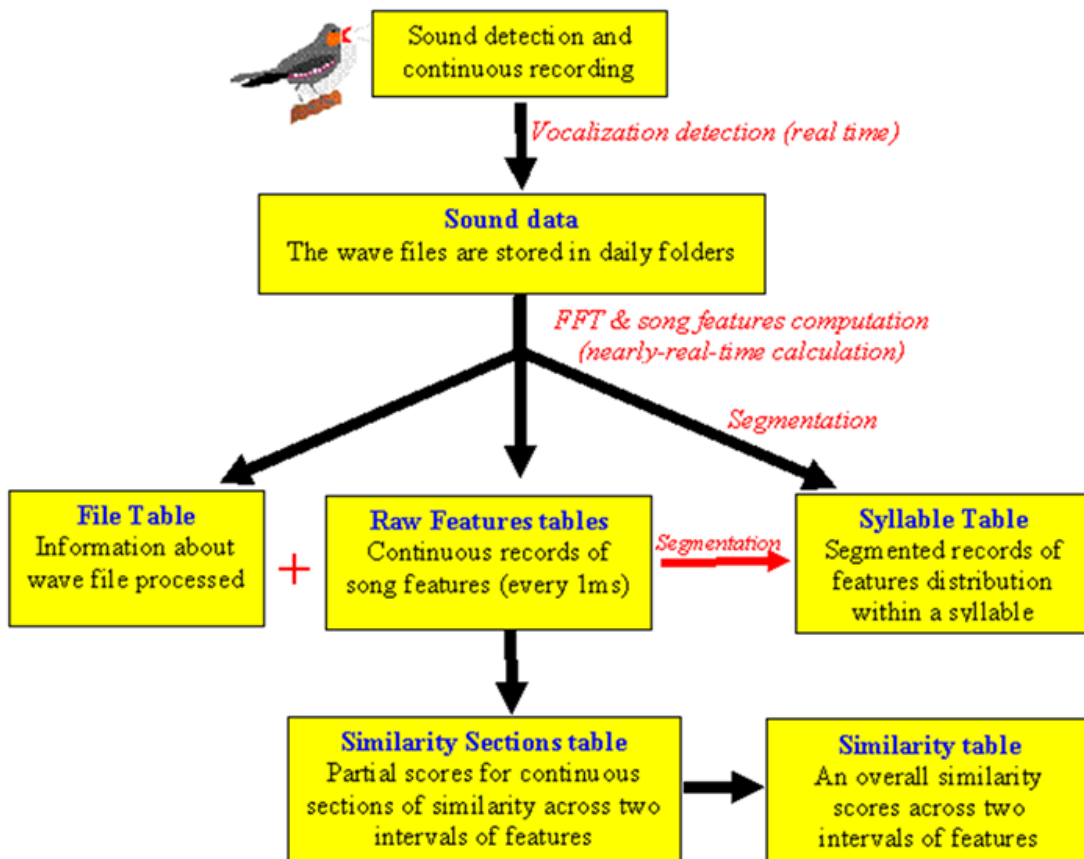 Sound detection and
continuous recording
Vocalization detection (real time)
Sound data
The wave files are stored in daily folders
FFT & song features computation
(nearly-real-time calculation)
Segmentation
File Table
Information about
wave file processed
+
Raw Features tables
Continuous records of
song features (every 1ms)
Segmentation
Syllable Table
Segmented records of
features distribution
within a syllable
Similarity Sections table
Partial scores for continuous
sections of similarity across two
intervals of features
Similarity table
An overall similarity
scores across two
intervals of features